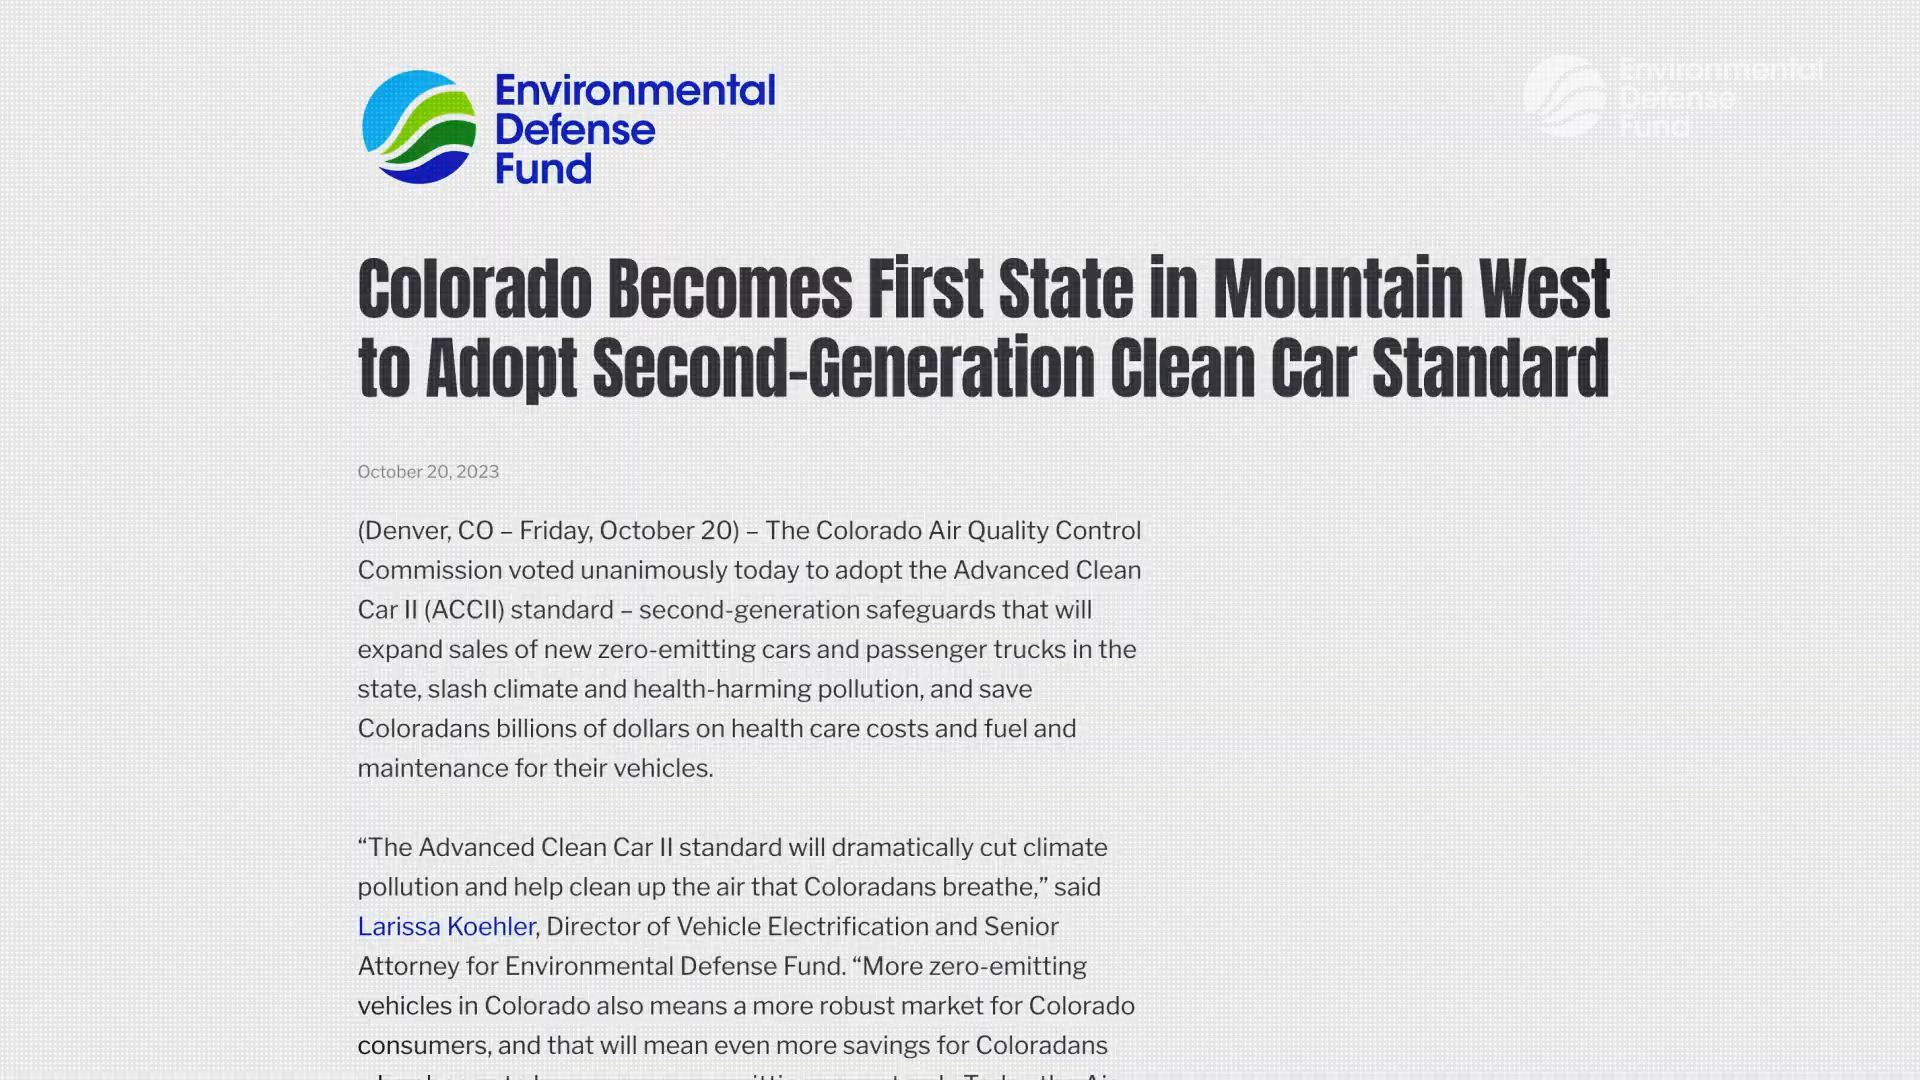 Environmental
Defense
Fund
Environmental
Defense
Fund
Colorado Becomes First State in Mountain West
to Adopt Second-Generation Clean Car Standard
October 20, 2023
(Denver, CO – Friday, October 20) – The Colorado Air Quality Control
Commission voted unanimously today to adopt the Advanced Clean
Car II (ACCII) standard – second-generation safeguards that will
expand sales of new zero-emitting cars and passenger trucks in the
state, slash climate and health-harming pollution, and save
Coloradans billions of dollars on health care costs and fuel and
maintenance for their vehicles.
“The Advanced Clean Car II standard will dramatically cut climate
pollution and help clean up the air that Coloradans breathe,” said
Larissa Koehler, Director of Vehicle Electrification and Senior
Attorney for Environmental Defense Fund. “More zero-emitting
vehicles in Colorado also means a more robust market for Colorado
consumers, and that will mean even more savings for Coloradans